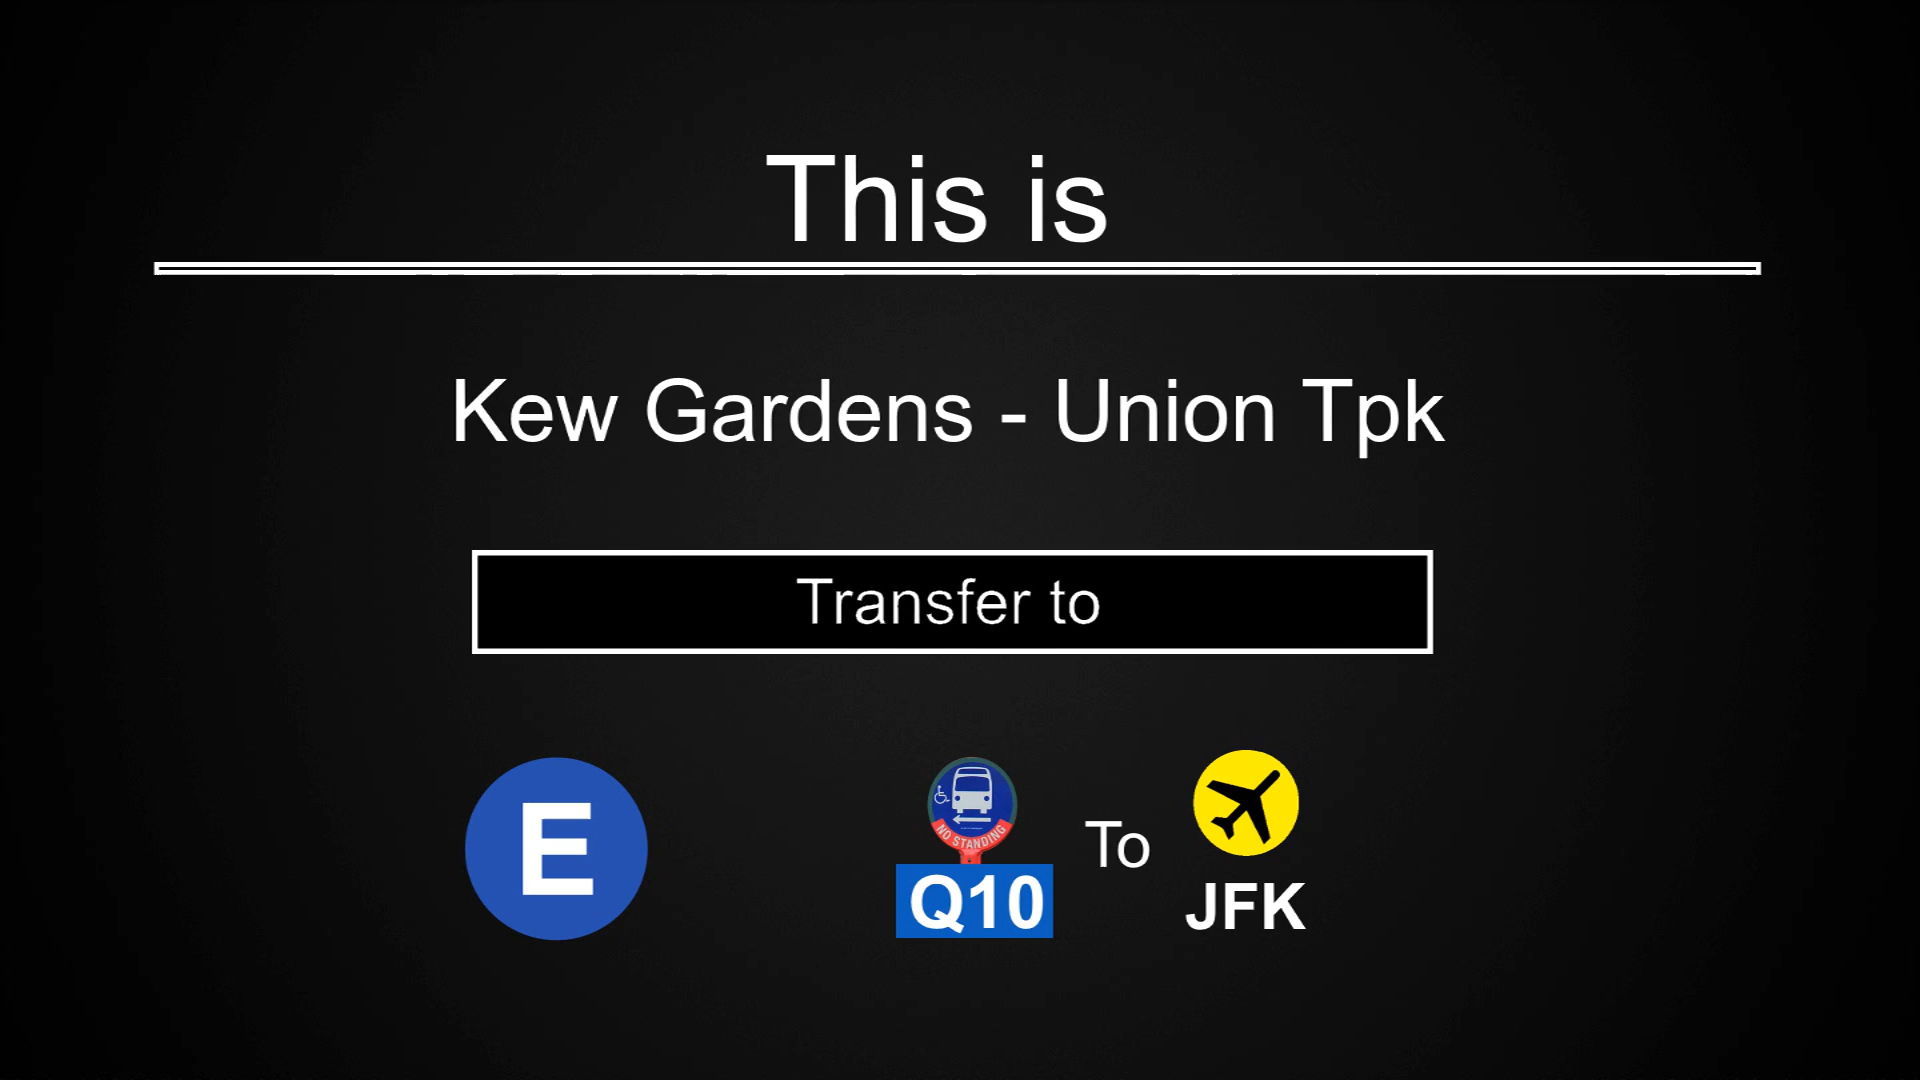 This is
Kew Gardens - Union Tpk
Transfer to
E
NO STANDING
Q10
To
JFK